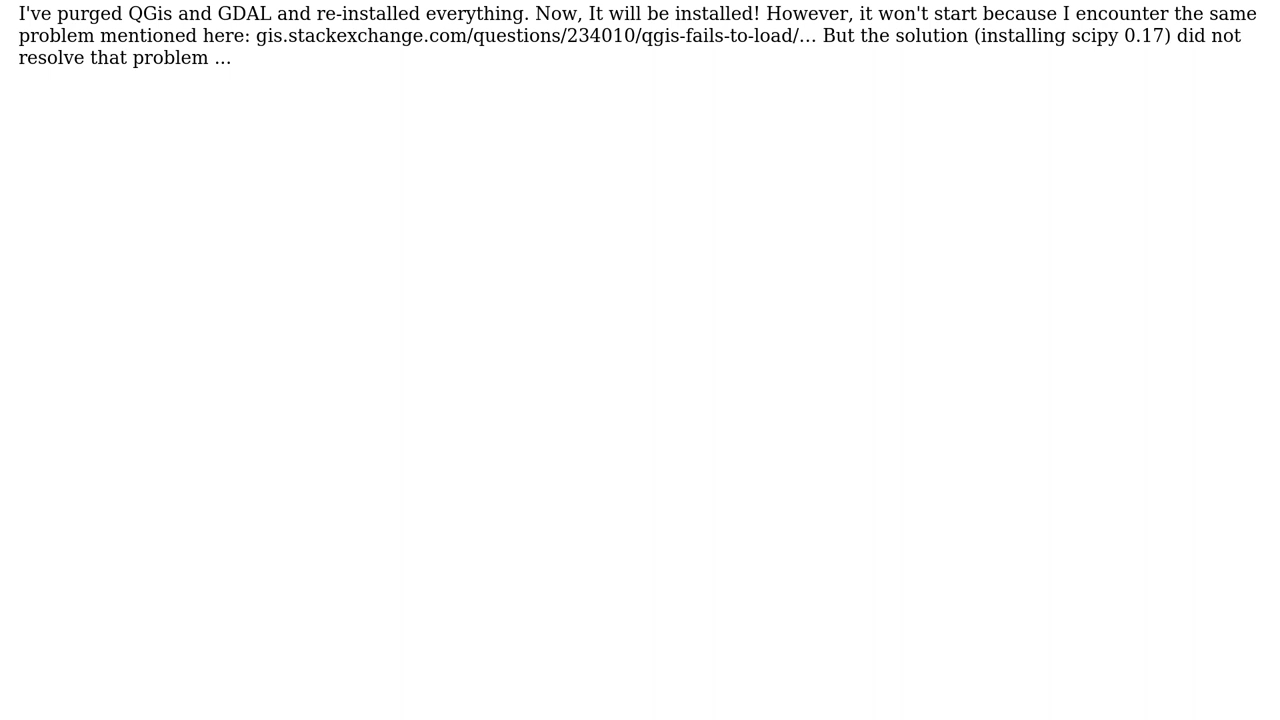 I've purged QGis and GDAL and re-installed everything. Now, It will be installed! However, it won't start because I encounter the same
problem mentioned here: gis.stackexchange.com/questions/234010/qgis-fails-to-load/… But the solution (installing scipy 0.17) did not
resolve that problem ...